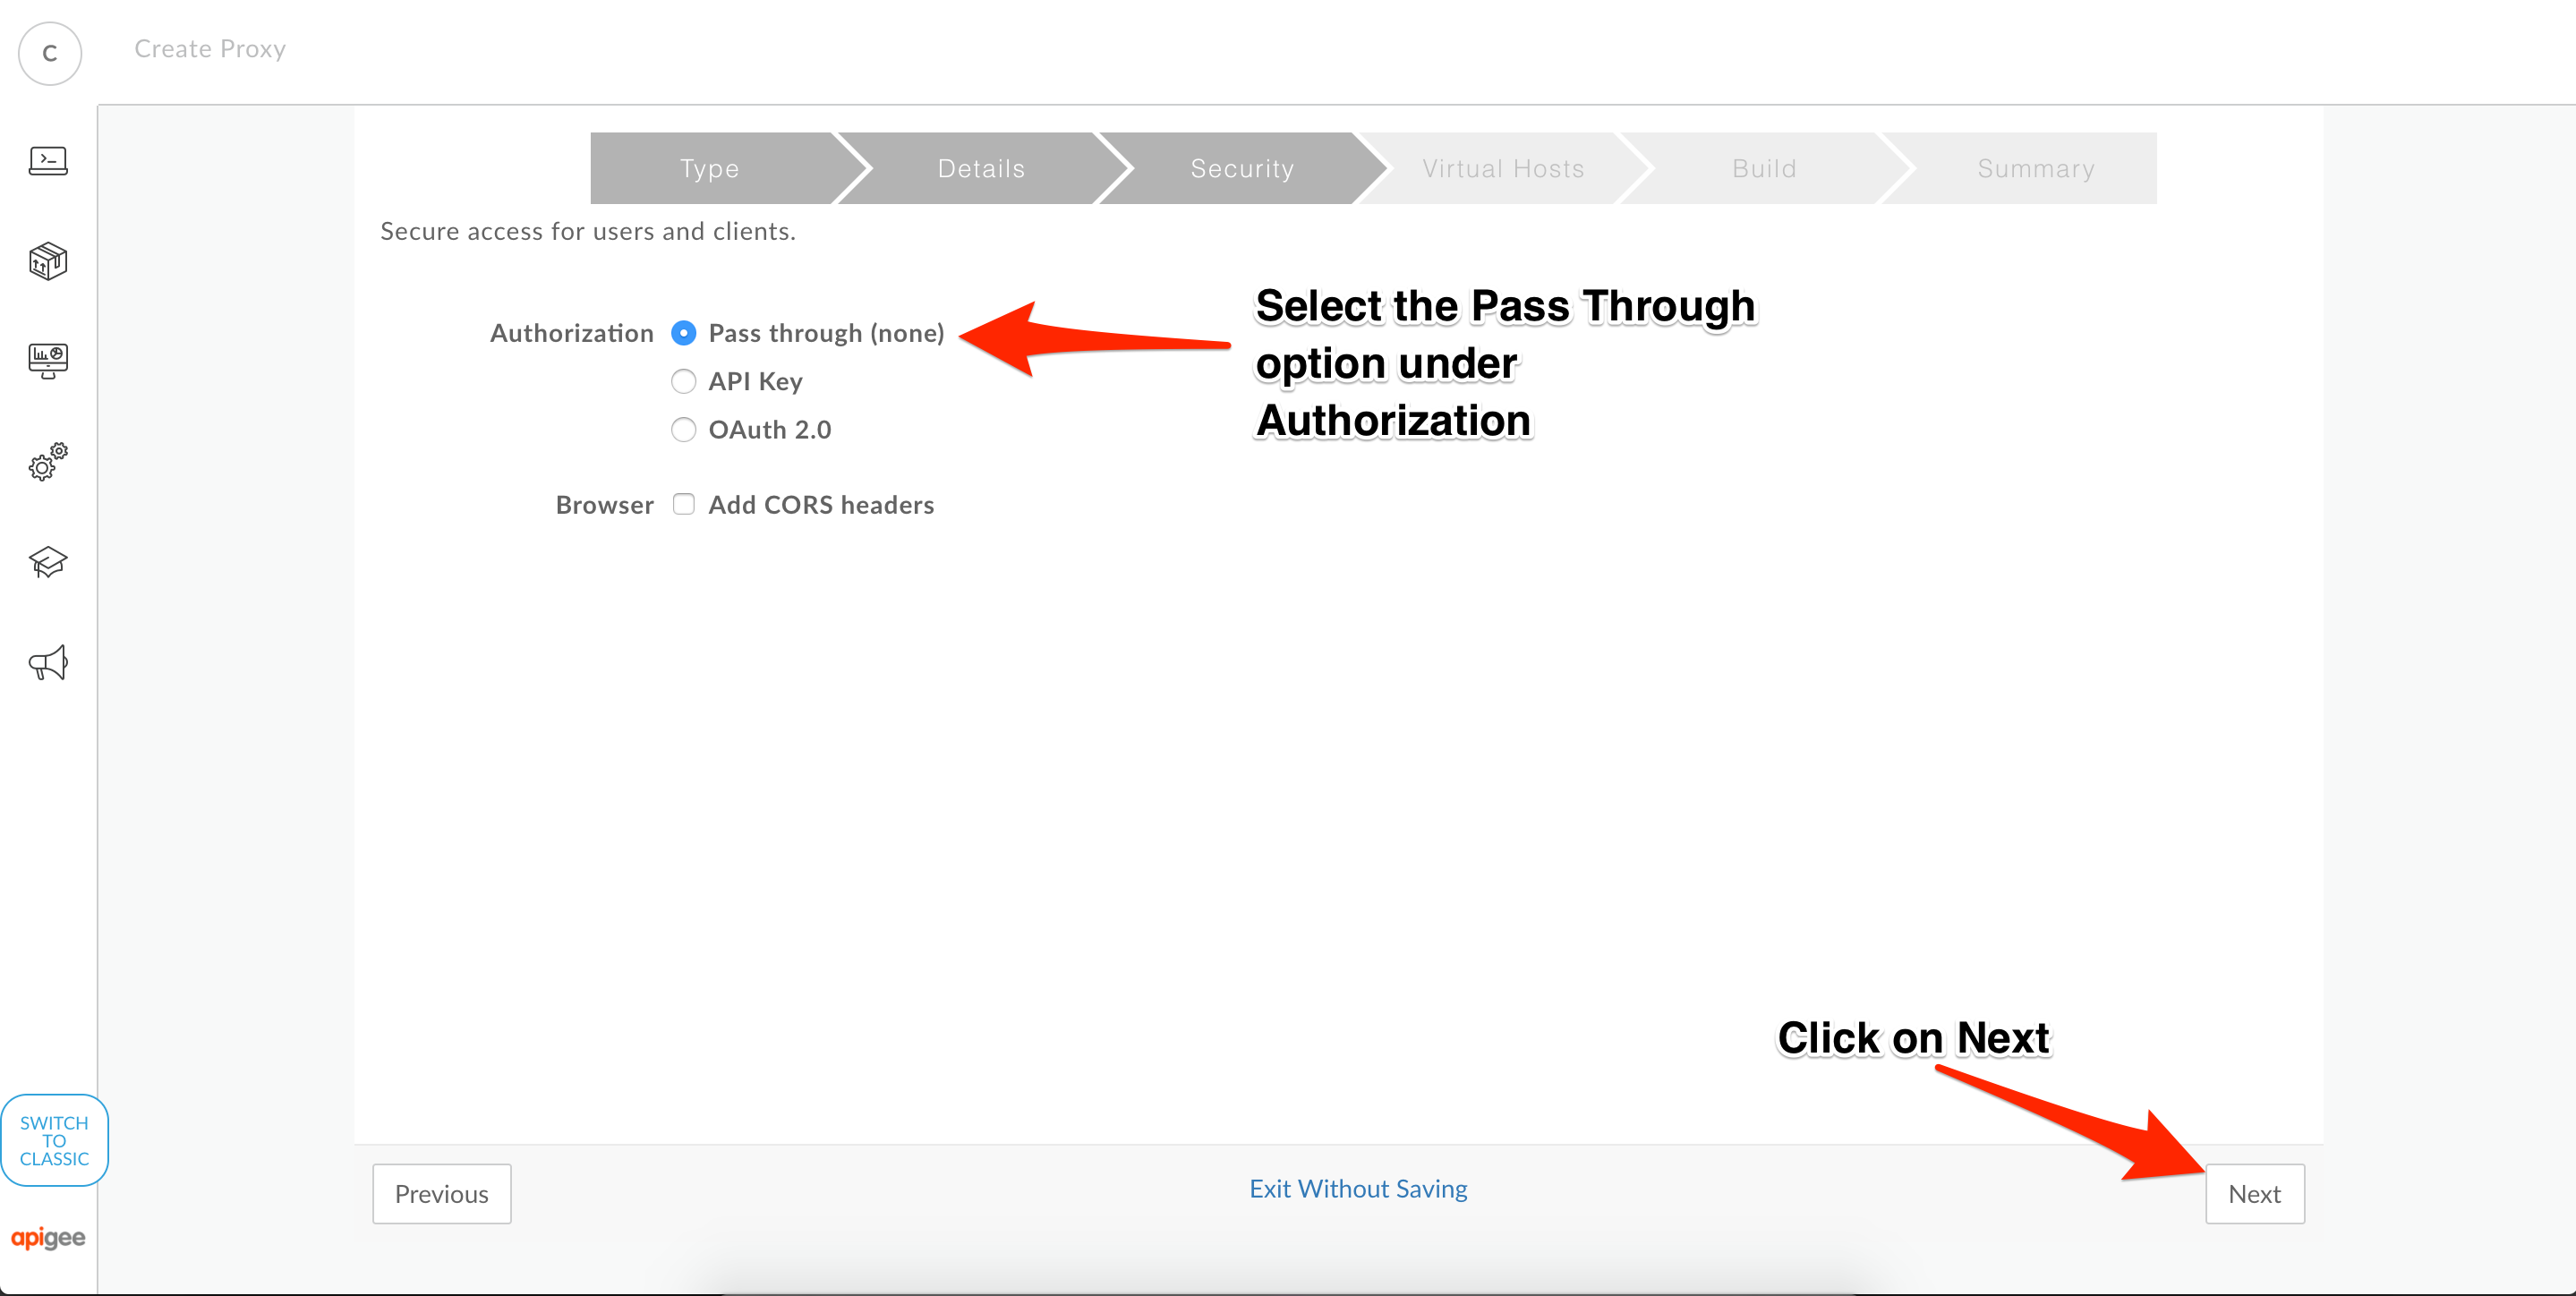 C
Create Proxy
Type
Details
Security
Virtual Hosts
Build
Summary
Secure access for users and clients.
Authorization
Pass through (none)
API Key
OAuth 2.0
Browser
Add CORS headers
Select the Pass Through
option under
Authorization
Click on Next
SWITCH
TO
CLASSIC
Previous
Exit Without Saving
Next
apigee